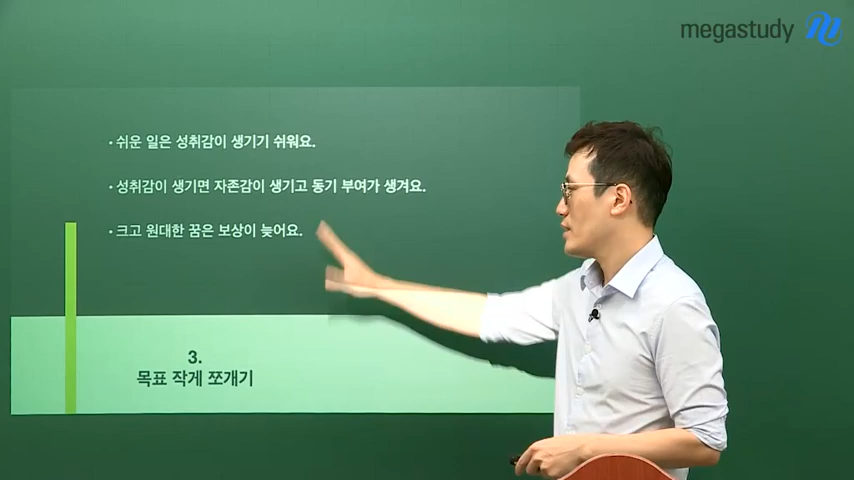 megastudy
· 쉬운 일은 성취감이 생기기 쉬워요.
· 성취감이 생기면 자존감이 생기고 동기 부여가 생겨요.
· 크고 원대한 꿈은 보상이 늦어요.
3.
목표 작게 쪼개기